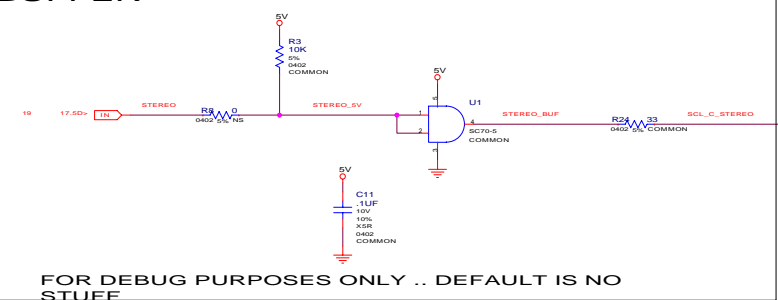 5V
R3
10K
5%
0402
COMMON
5V
U1
5
19 17.5D> IN STEREO R8 0 STEREO_5V 1 4 STEREO_BUF R24 33 SCL_C_STEREO
0402 5% NS 2 SC70-5 0402 5% COMMON
COMMON
3
5V
C11
.1UF
10V
10%
X5R
0402
COMMON
FOR DEBUG PURPOSES ONLY .. DEFAULT IS NO
STUFF